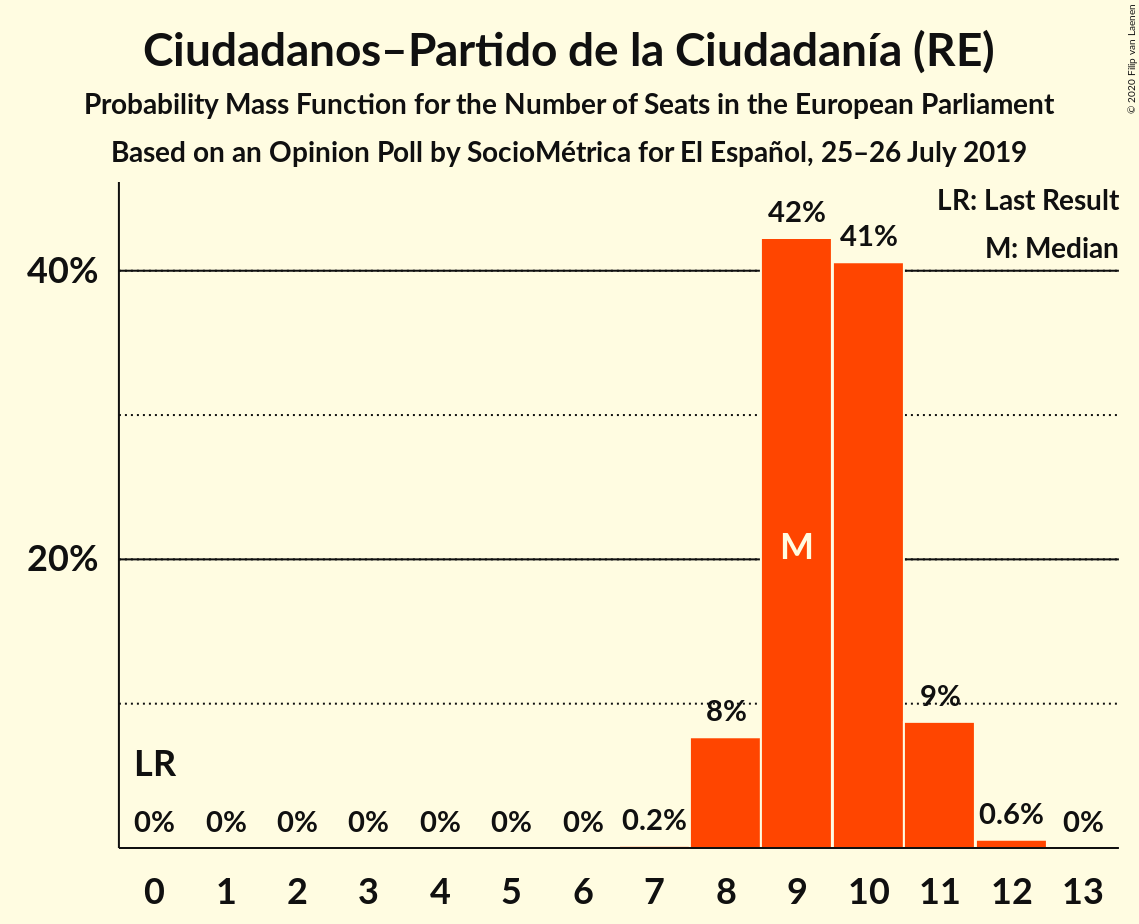 Ciudadanos–Partido de la Ciudadanía (RE)
Probability Mass Function for the Number of Seats in the European Parliament
Based on an Opinion Poll by SocioMétrica for El Español, 25–26 July 2019
© 2020 Filip van Laenen
LR: Last Result
M: Median
42%
41%
40%
20%
M
8%
9%
LR
0% 0% 0% 0% 0% 0% 0% 0.2% 0.6% 0%
0 1 2 3 4 5 6 7 8 9 10 11 12 13